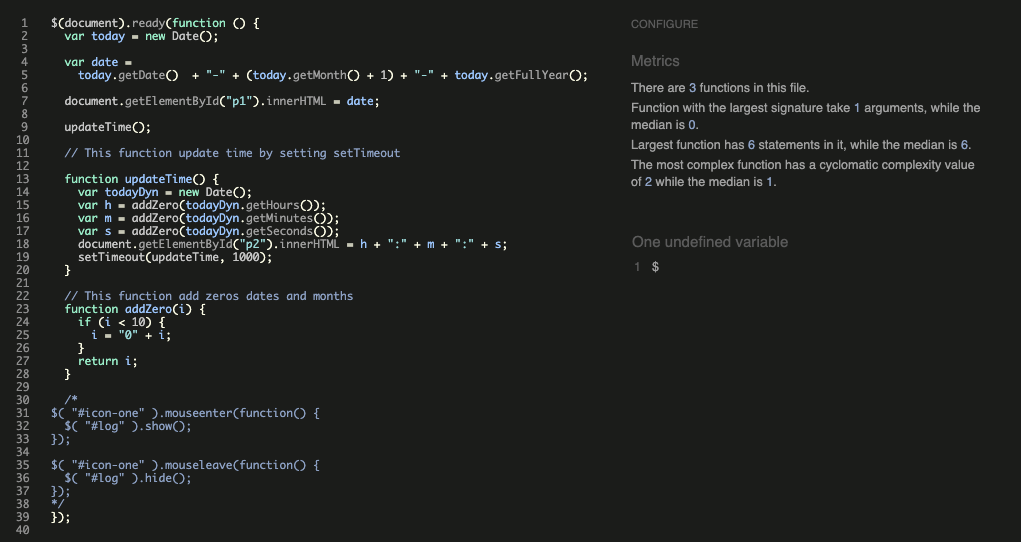 1 $(document).ready(function () {
2 var today = new Date();
3
4 var date =
5 today.getDate()  + "-" + (today.getMonth() + 1) + "-" + today.getFullYear();
6
7 document.getElementById("p1").innerHTML = date;
8
9 updateTime();
10
11 // This function update time by setting setTimeout
12
13 function updateTime() {
14 var todayDyn = new Date();
15 var h = addZero(todayDyn.getHours());
16 var m = addZero(todayDyn.getMinutes());
17 var s = addZero(todayDyn.getSeconds());
18 document.getElementById("p2").innerHTML = h + ":" + m + ":" + s;
19 setTimeout(updateTime, 1000);
20 }
21
22 // This function add zeros dates and months
23 function addZero(i) {
24 if (i < 10) {
25 i = "0" + i;
26 }
27 return i;
28 }
29
30 /*
31 $( "#icon-one" ).mouseenter(function() {
32 $( "#log" ).show();
33 });
34
35 $( "#icon-one" ).mouseleave(function() {
36 $( "#log" ).hide();
37 });
38 */
39 });
40
CONFIGURE
Metrics
There are 3 functions in this file.
Function with the largest signature take 1 arguments, while the
median is 0.
Largest function has 6 statements in it, while the median is 6.
The most complex function has a cyclomatic complexity value
of 2 while the median is 1.
One undefined variable
1 $